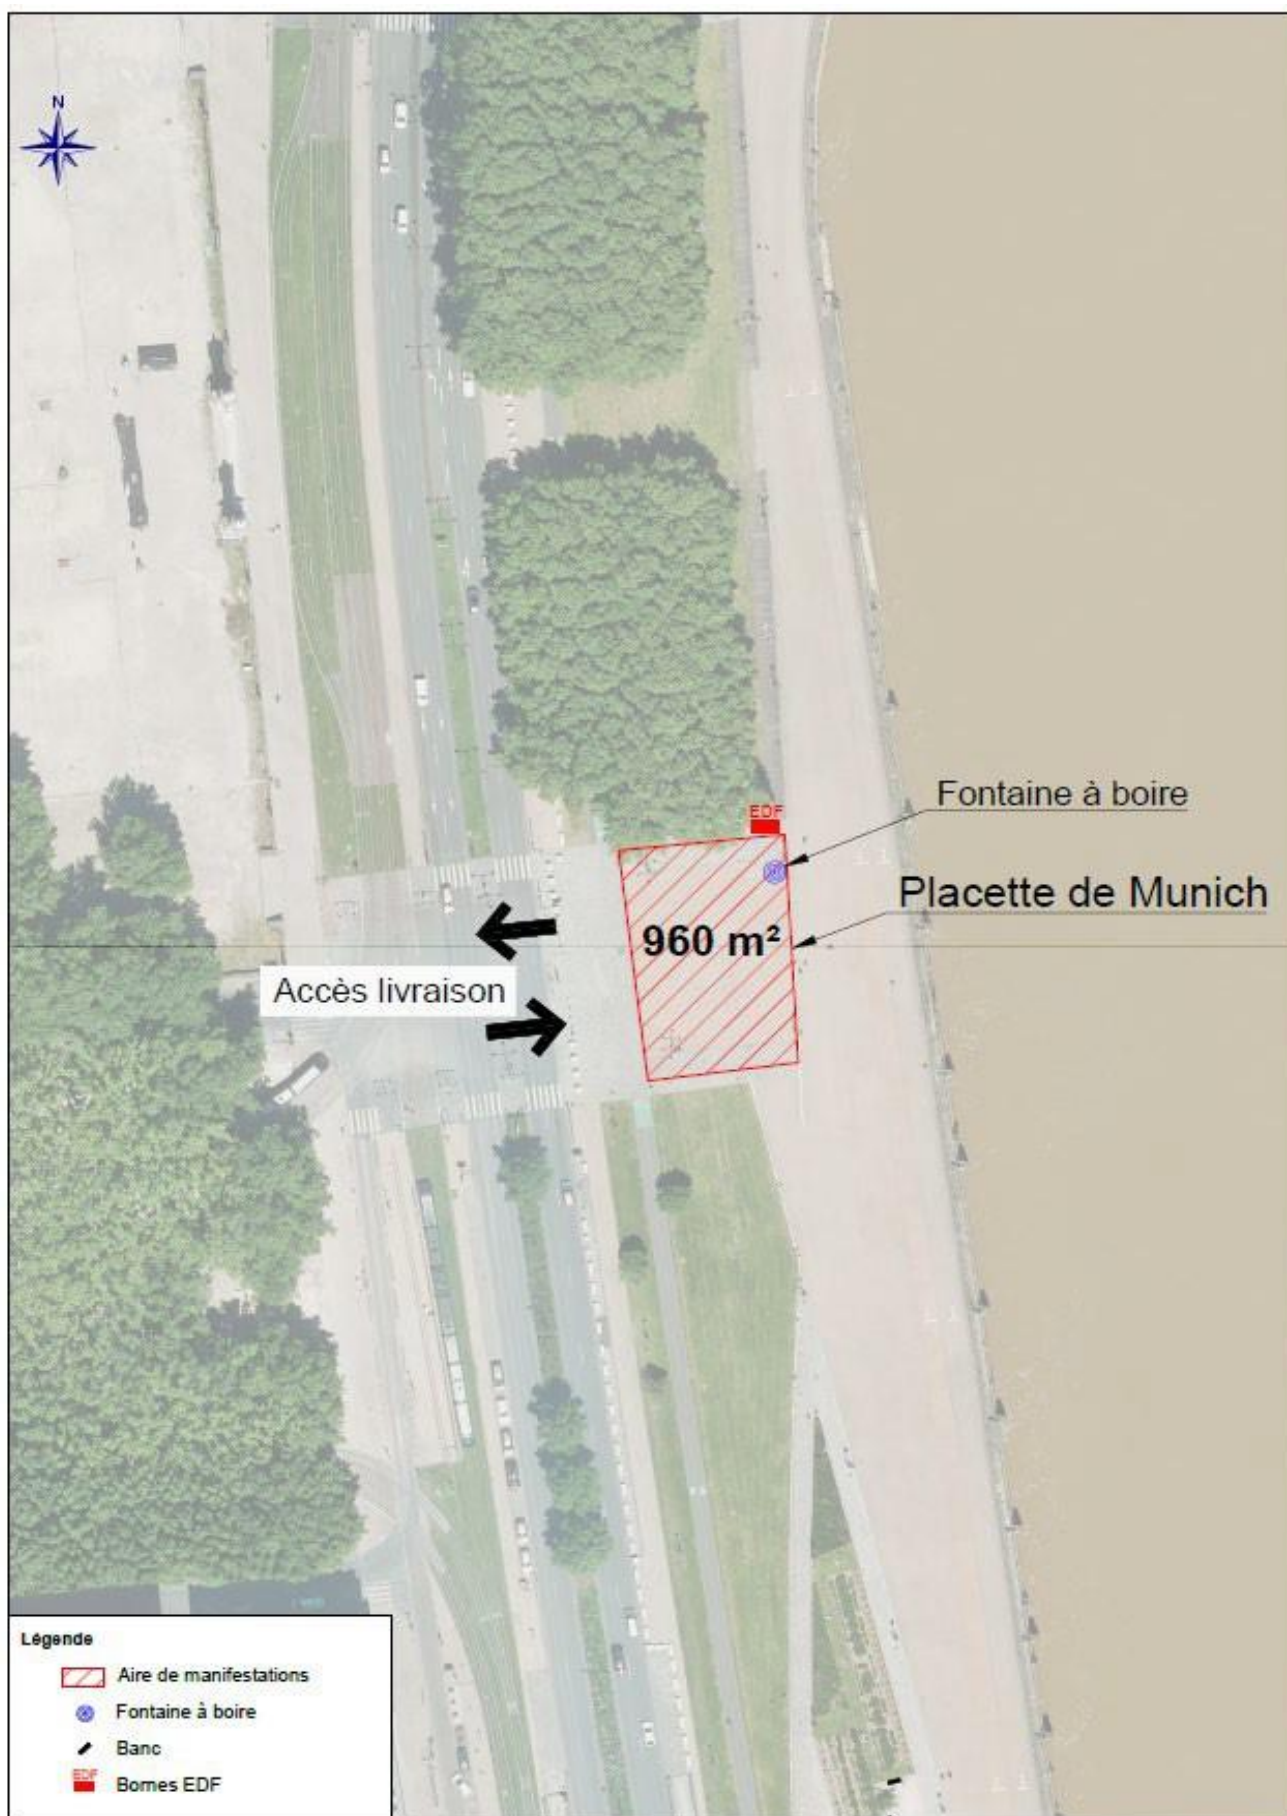 N
Fontaine à boire
EDF
Placette de Munich
960 m²
Accès livraison
Légende
Aire de manifestations
Fontaine à boire
Banc
EDF
Bornes EDF